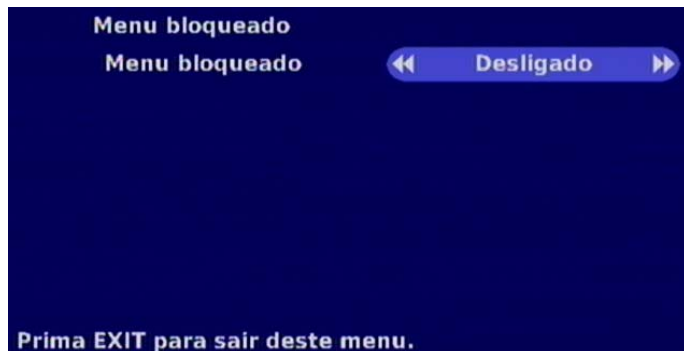 Menu bloqueado
Menu bloqueado Desligado
Prima EXIT para sair deste menu.